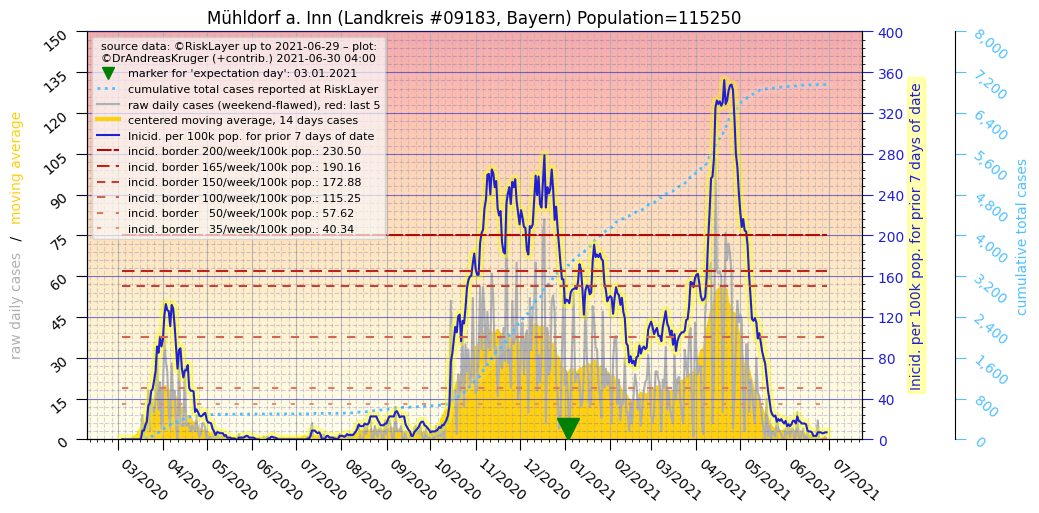 Mühldorf a. Inn (Landkreis #09183, Bayern) Population=115250
source data: ©RiskLayer up to 2021-06-29 – plot:
©DrAndreasKruger (+contrib.) 2021-06-30 04:00
marker for 'expectation day': 03.01.2021
cumulative total cases reported at RiskLayer
raw daily cases (weekend-flawed), red: last 5
centered moving average, 14 days cases
Inicid. per 100k pop. for prior 7 days of date
incid. border 200/week/100k pop.: 230.50
incid. border 165/week/100k pop.: 190.16
incid. border 150/week/100k pop.: 172.88
incid. border 100/week/100k pop.: 115.25
incid. border 50/week/100k pop.: 57.62
incid. border 35/week/100k pop.: 40.34
raw daily cases / moving average
150
135
120
105
90
75
60
45
30
15
0
03/2020
04/2020
05/2020
06/2020
07/2020
08/2020
09/2020
10/2020
11/2020
12/2020
01/2021
02/2021
03/2021
04/2021
05/2021
06/2021
07/2021
400
360
320
280
240
200
160
120
80
40
0
Inicid. per 100k pop. for prior 7 days of date
8,000
7,200
6,400
5,600
4,800
4,000
3,200
2,400
1,600
800
0
cumulative total cases